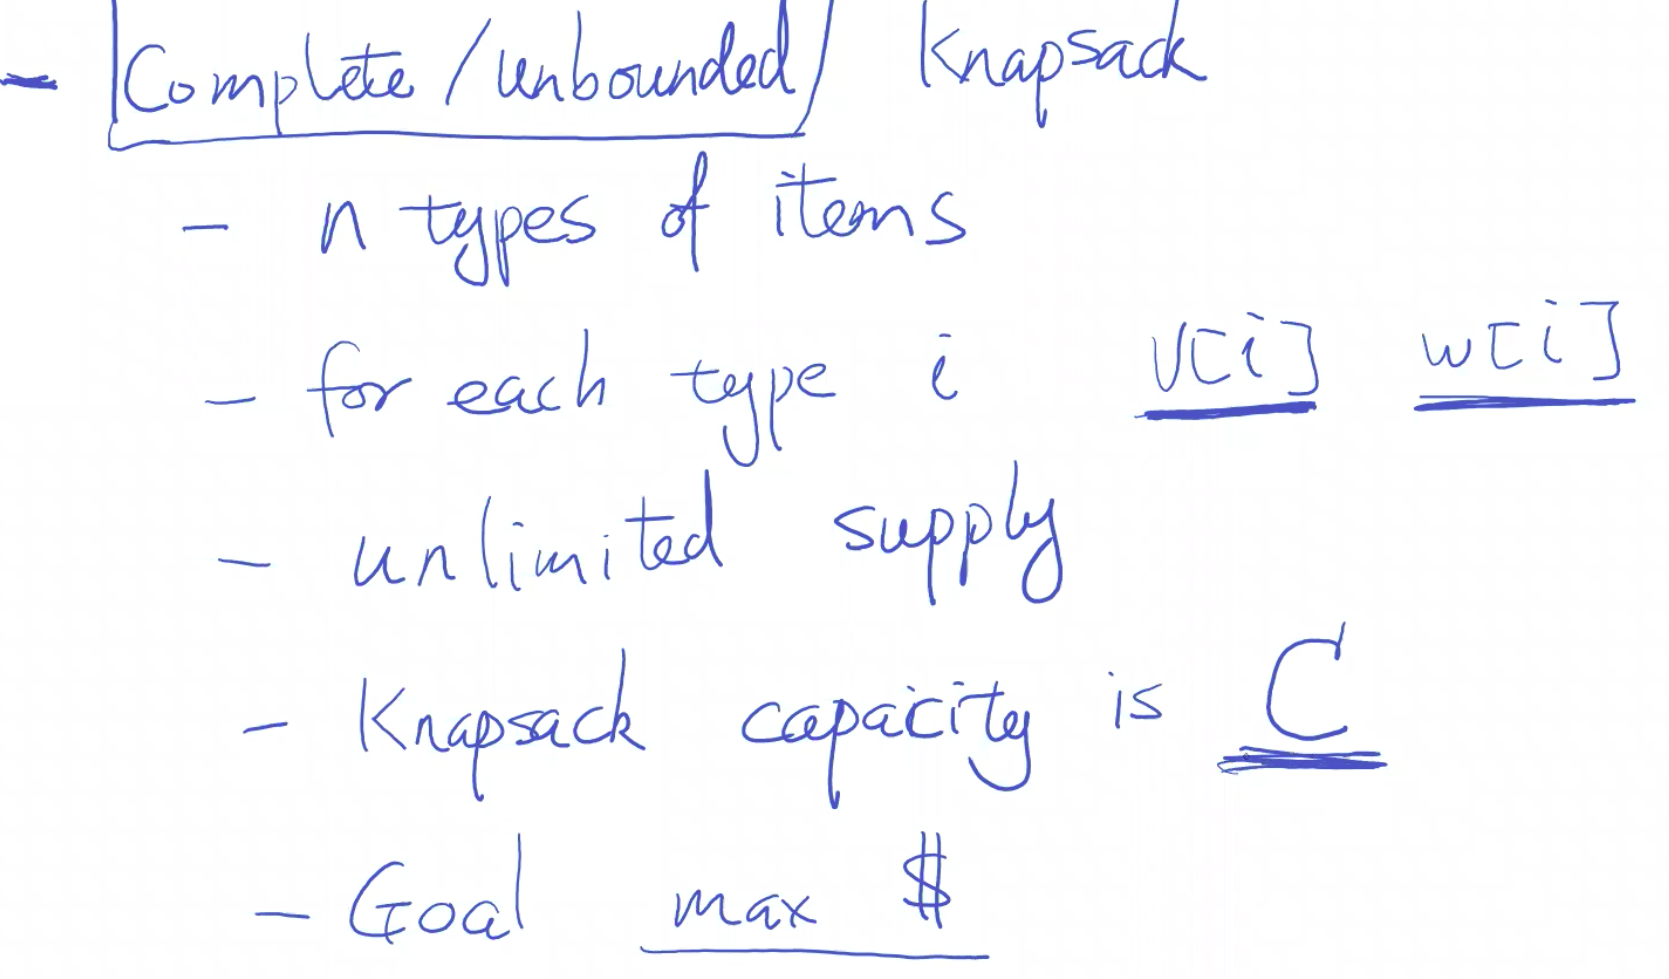 - Complete/Unbounded/ Knapsack
- n types of items
- for each type i V[i] w[i]
- unlimited supply
- Knapsack capacity is C
- Goal max $